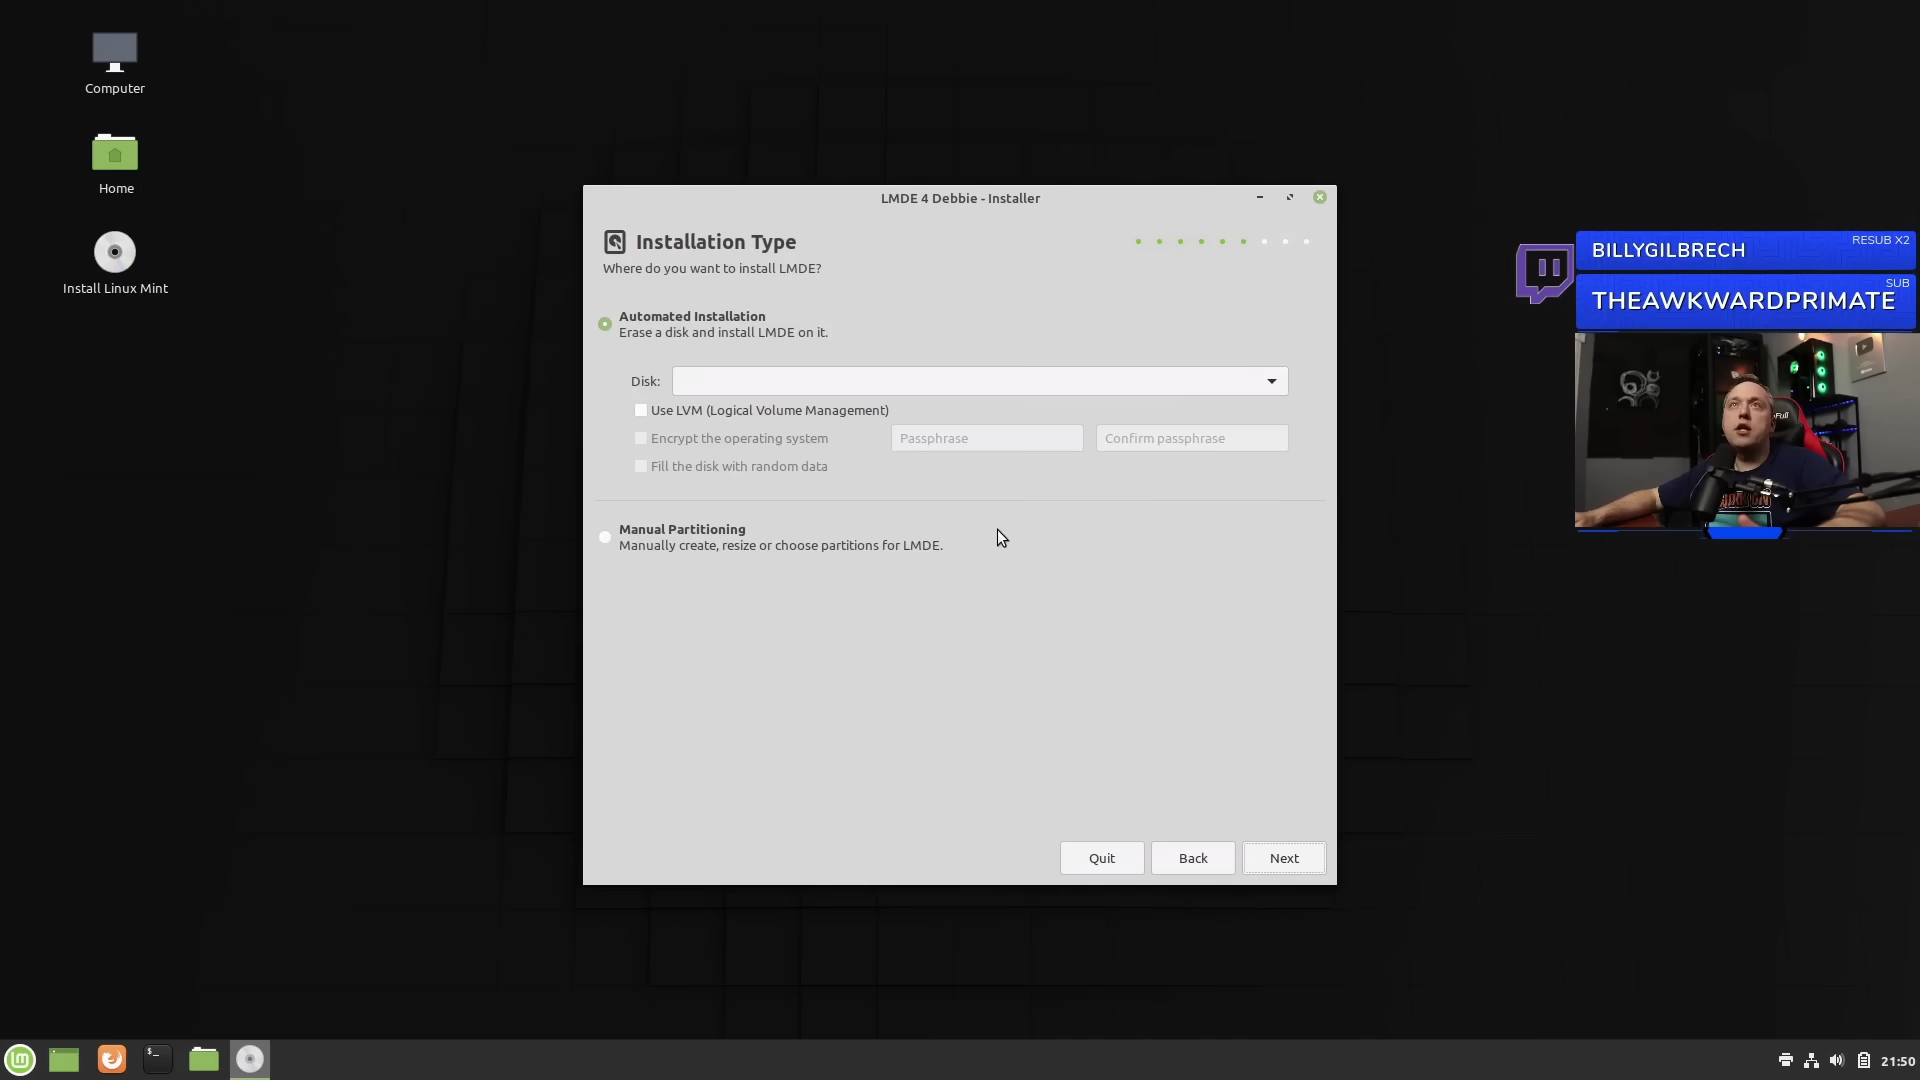 Computer
Home
Install Linux Mint
LMDE 4 Debbie - Installer
Installation Type
Where do you want to install LMDE?
Automated Installation
Erase a disk and install LMDE on it.
Disk:
Use LVM (Logical Volume Management)
Encrypt the operating system
Passphrase
Confirm passphrase
Fill the disk with random data
Manual Partitioning
Manually create, resize or choose partitions for LMDE.
Quit
Back
Next
RESUB X2
BILLYGILBRECH
SUB
THEAWKWARDPRIMATE
21:50